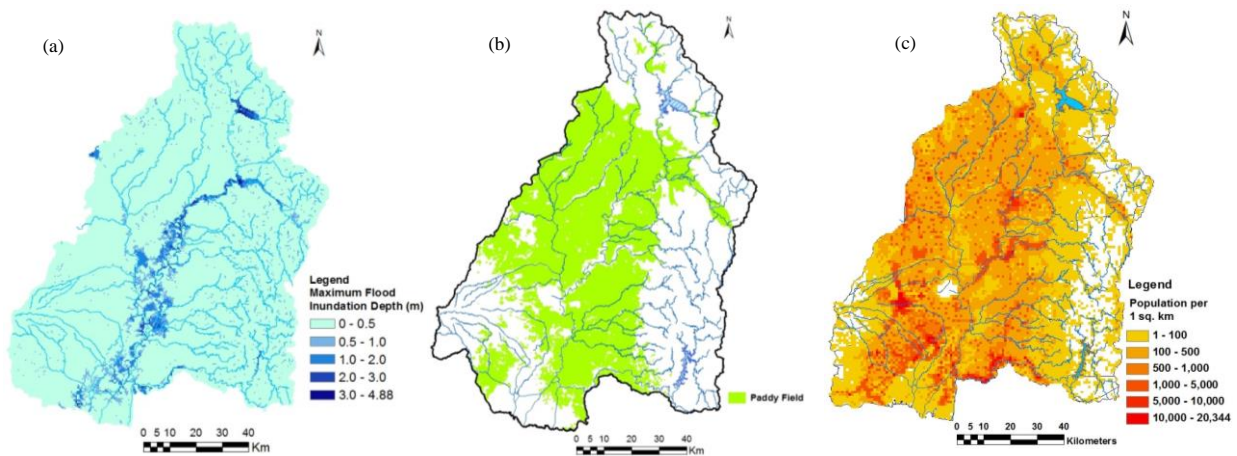 (a)
N
Legend
Maximum Flood
Inundation Depth (m)
0 - 0.5
0.5 - 1.0
1.0 - 2.0
2.0 - 3.0
3.0 - 4.88
0 5 10 20 30 40
Km
(b)
N
Paddy Field
0 5 10 20 30 40
Km
(c)
N
Legend
Population per
1 sq. km
1 - 100
100 - 500
500 - 1,000
1,000 - 5,000
5,000 - 10,000
10,000 - 20,344
0 5 10 20 30 40
Kilometers